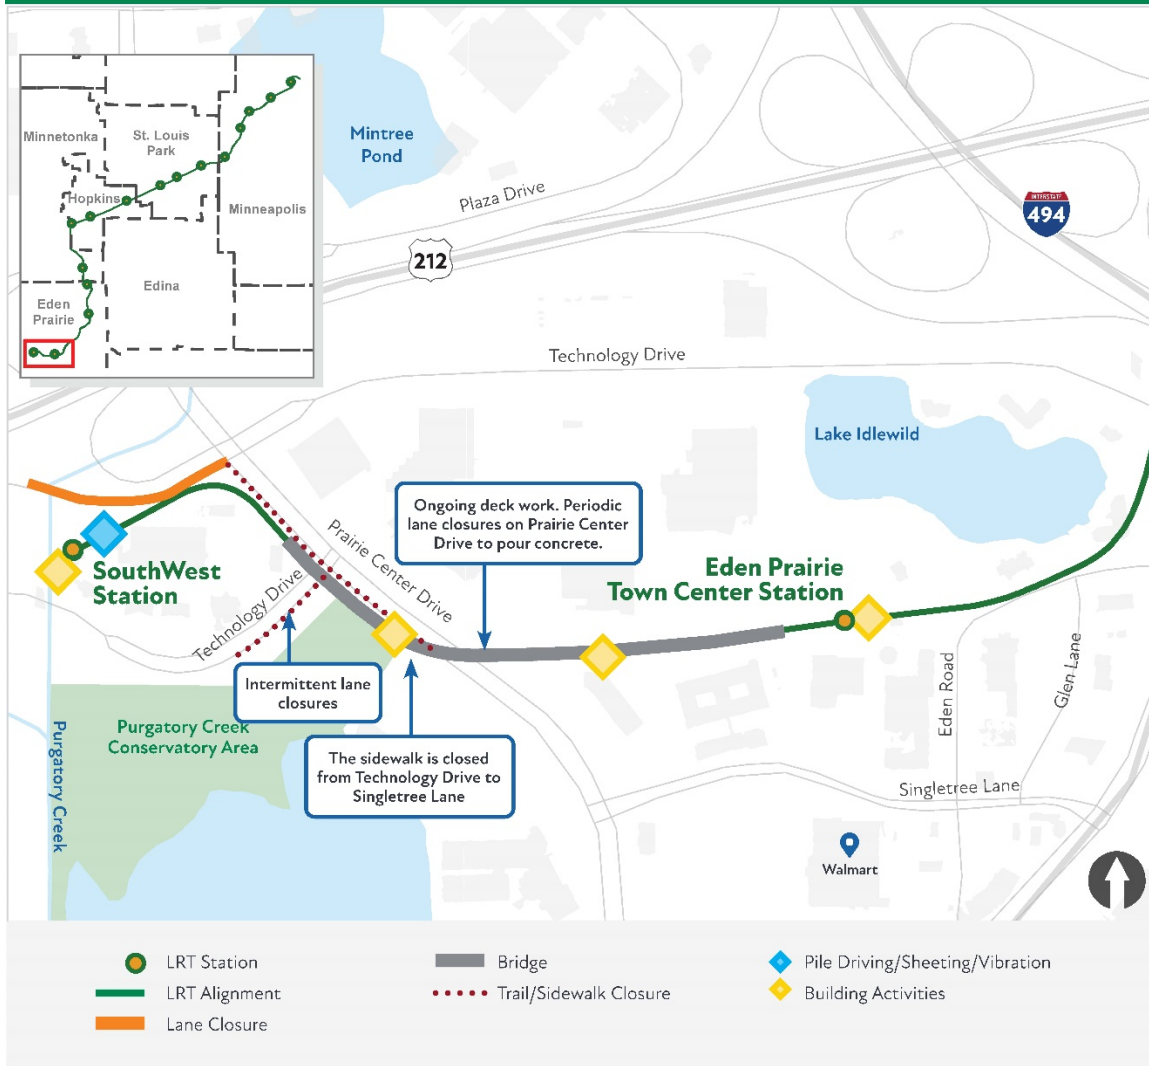 Minnetonka
St. Louis
Park
Hopkins
Minneapolis
Edina
Eden
Prairie
Mintree
Pond
Plaza Drive
INTERSTATE
494
212
Technology Drive
Lake Idlewild
Ongoing deck work. Periodic
lane closures on Prairie Center
Drive to pour concrete.
Prairie Center Drive
SouthWest
Station
Eden Prairie
Town Center Station
Technology Drive
Intermittent lane
closures
Purgatory Creek
Conservatory Area
The sidewalk is closed
from Technology Drive to
Singletree Lane
Purgatory Creek
Eden Road
Glen Lane
Singletree Lane
Walmart
LRT Station
LRT Alignment
Lane Closure
Bridge
Trail/Sidewalk Closure
Pile Driving/Sheeting/Vibration
Building Activities